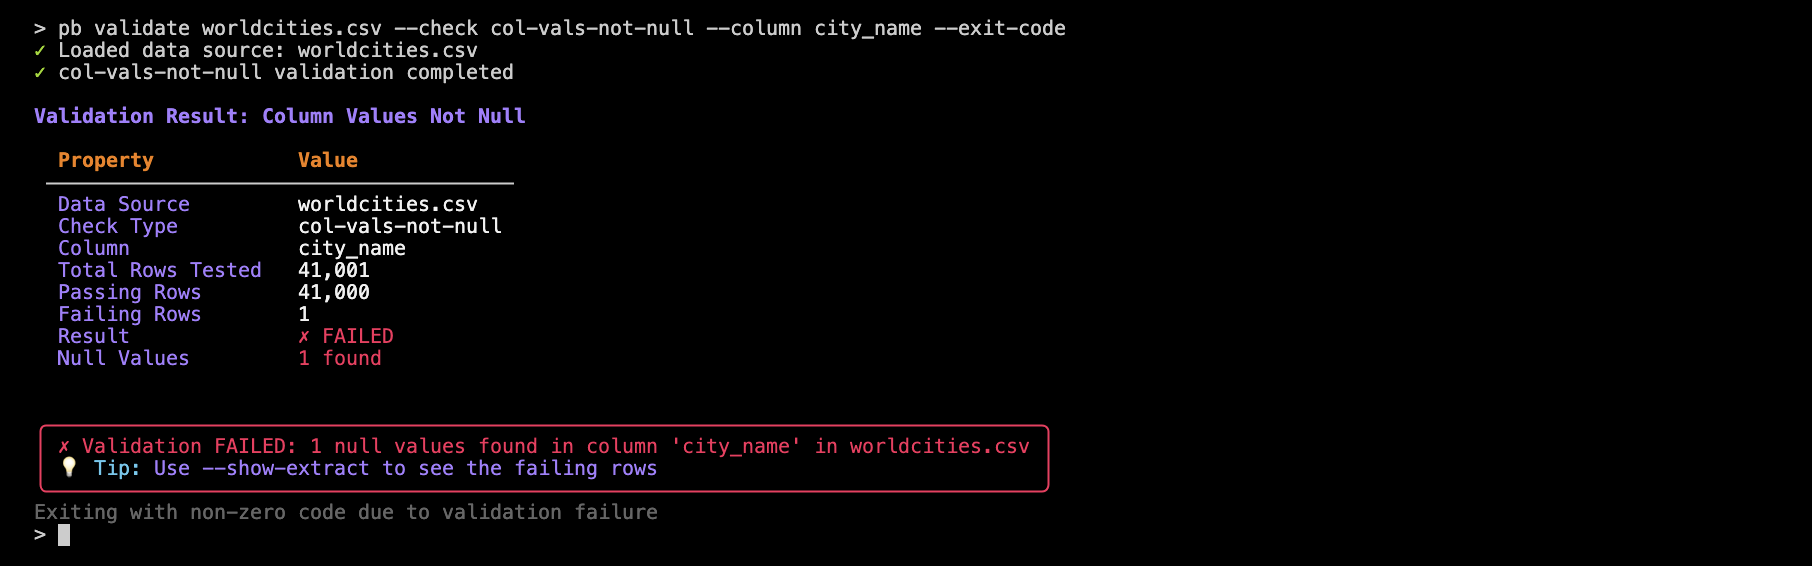 > pb validate worldcities.csv --check col-vals-not-null --column city_name --exit-code
✓ Loaded data source: worldcities.csv
✓ col-vals-not-null validation completed
Validation Result: Column Values Not Null
Property Value
Data Source worldcities.csv
Check Type col-vals-not-null
Column city_name
Total Rows Tested 41,001
Passing Rows 41,000
Failing Rows 1
Result ✗ FAILED
Null Values 1 found
✗ Validation FAILED: 1 null values found in column 'city_name' in worldcities.csv
💡 Tip: Use --show-extract to see the failing rows
Exiting with non-zero code due to validation failure
>